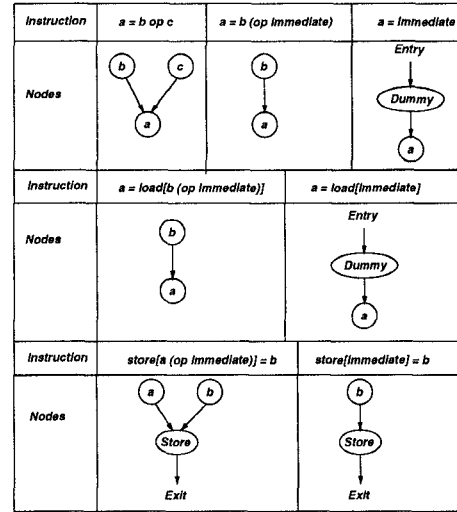 Instruction a = b op c a = b (op immediate) a = immediate
Entry
b c b
Nodes Dummy
a a a
Instruction a = load[b (op immediate)] a = load[immediate]
Entry
Nodes b
Dummy
a a
Instruction store[a (op immediate)] = b store[immediate] = b
a b b
Nodes Store Store
Exit Exit